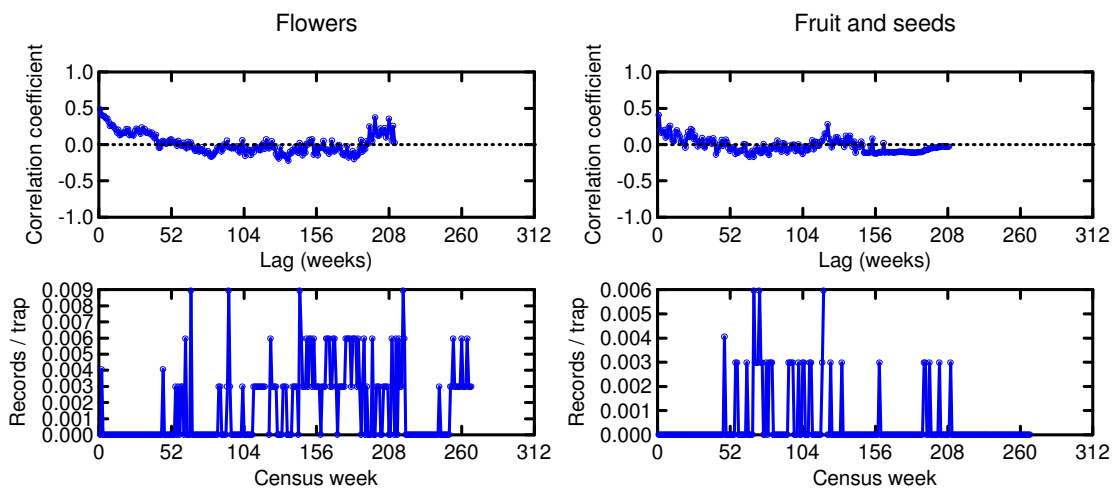 Flowers
Fruit and seeds
Correlation coefficient
1.0
0.5
0.0
-0.5
-1.0
0 52 104 156 208 260 312
Lag (weeks)
Correlation coefficient
1.0
0.5
0.0
-0.5
-1.0
0 52 104 156 208 260 312
Lag (weeks)
Records / trap
0.009
0.008
0.006
0.005
0.004
0.003
0.002
0.001
0.000
0 52 104 156 208 260 312
Census week
Records / trap
0.006
0.005
0.004
0.003
0.002
0.001
0.000
0 52 104 156 208 260 312
Census week